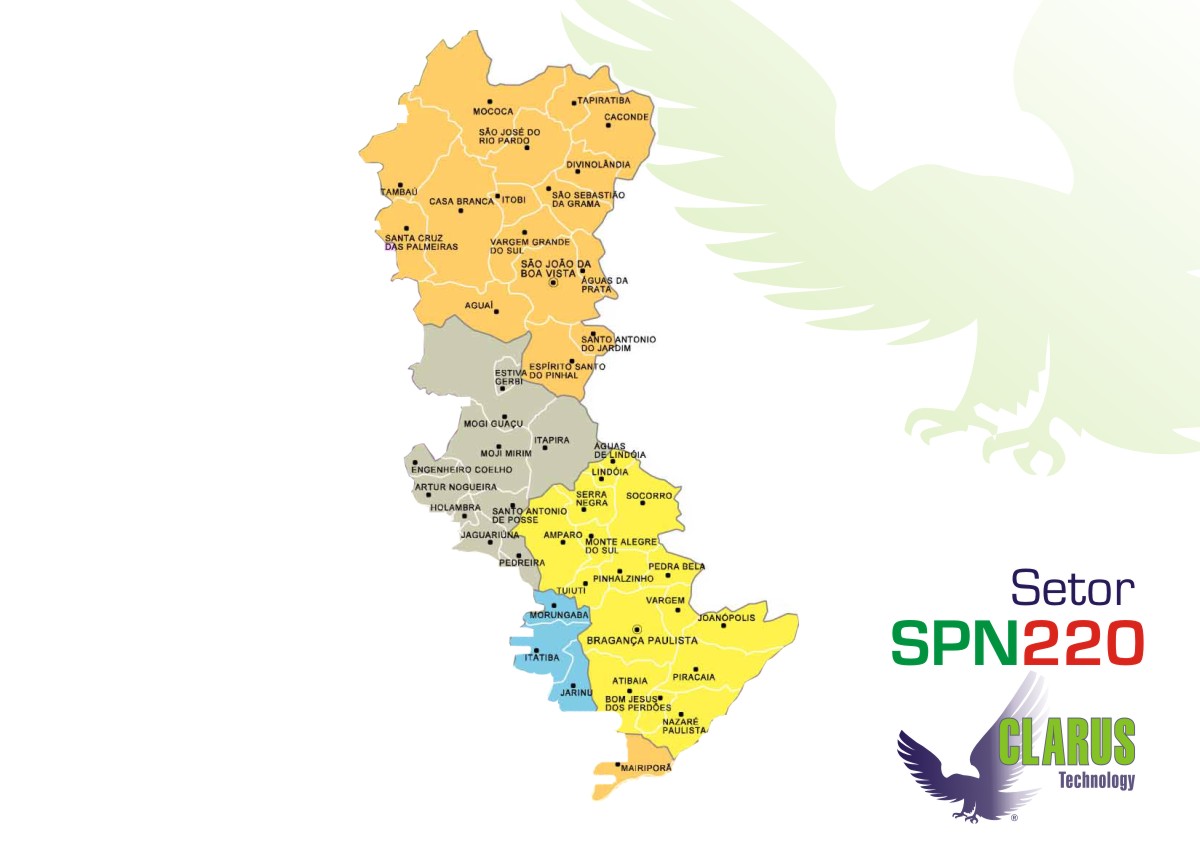 MOCOCA
TAPIRATIBA
CACONDE
SÃO JOSÉ DO
RIO PARDO
DIVINOLÂNDIA
TAMBAÚ
CASA BRANCA
ITOBI
SÃO SEBASTIÃO
DA GRAMA
SANTA CRUZ
DAS PALMEIRAS
VARGEM GRANDE
DO SUL
SÃO JOÃO DA
BOA VISTA
ÁGUAS DA
PRATA
AGUAÍ
SANTO ANTONIO
DO JARDIM
ESPÍRITO SANTO
DO PINHAL
ESTIVA
GERBI
MOGI GUAÇU
ITAPIRA
MOJI MIRIM
ÁGUAS
DE LINDÓIA
LINDÓIA
ENGENHEIRO COELHO
ARTUR NOGUEIRA
SERRA
NEGRA
SOCORRO
HOLAMBRA
SANTO ANTONIO
DE POSSE
JAGUARIÚNA
AMPARO
MONTE ALEGRE
DO SUL
PEDREIRA
PEDRA BELA
PINHALZINHO
TUIUTI
VARGEM
MORUNGABA
JOANÓPOLIS
BRAGANÇA PAULISTA
ITATIBA
PIRACAIA
ATIBAIA
JARINU
BOM JESUS
DOS PERDÕES
NAZARÉ
PAULISTA
MAIRIPORÃ
Setor
SPN220
CLARUS
Technology
®